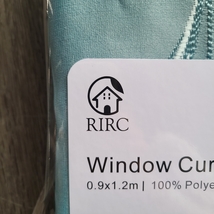 RIRC
Window Cur
0.9x1.2m | 100% Polye